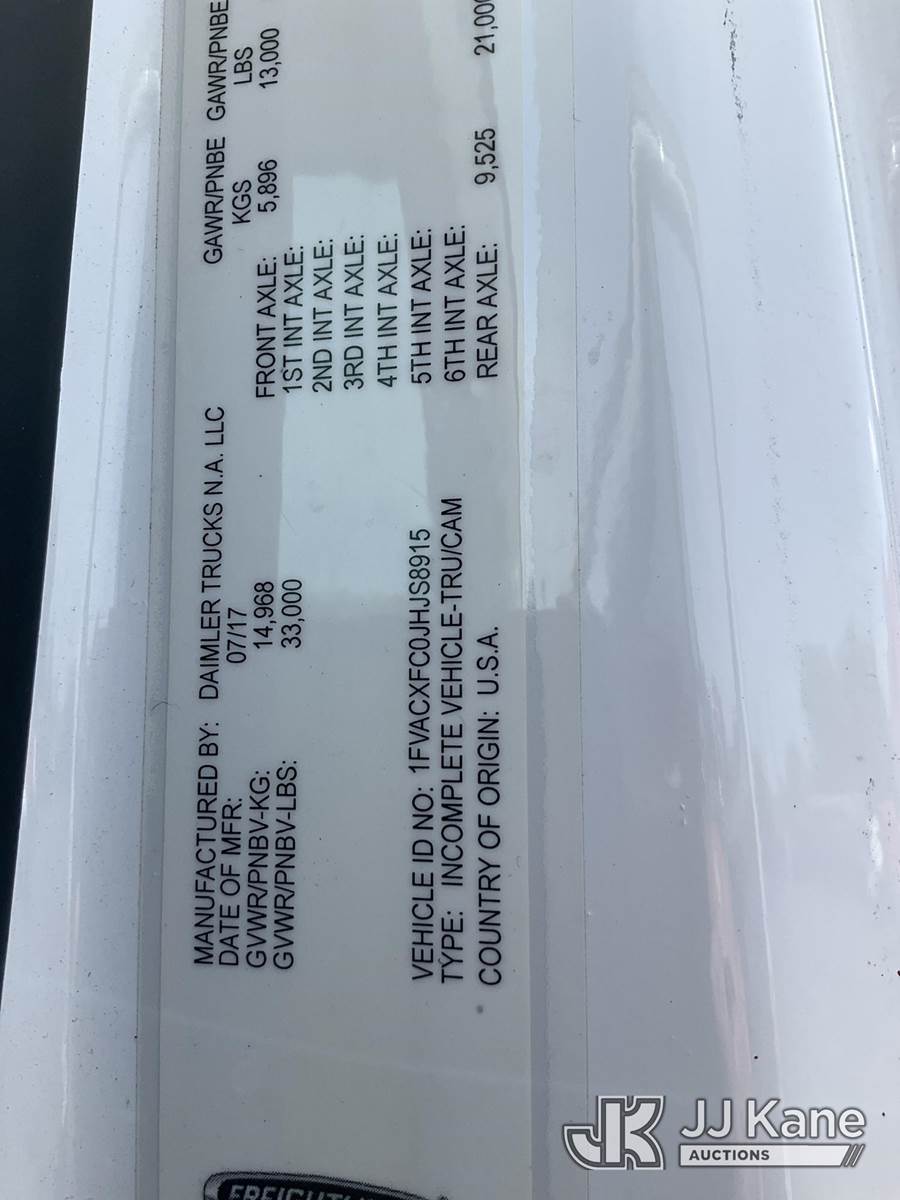 MANUFACTURED BY: DAIMLER TRUCKS N.A. LLC
DATE OF MFR: 07/17
GVWR/PNBV-KG: 14,968
GVWR/PNBV-LBS: 33,000
GAWR/PNBE GAWR/PNBE
KGS LBS
FRONT AXLE: 5,896 13,000
1ST INT AXLE:
2ND INT AXLE:
3RD INT AXLE:
4TH INT AXLE:
5TH INT AXLE:
6TH INT AXLE:
REAR AXLE: 9,525 21,000
VEHICLE ID NO: 1FVACXFC0JHJS8915
TYPE: INCOMPLETE VEHICLE-TRU/CAM
COUNTRY OF ORIGIN: U.S.A.
JK JJ Kane
AUCTIONS